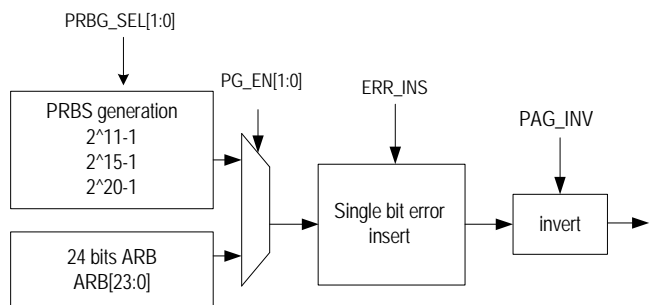 PRBG_SEL[1:0]
PG_EN[1:0]
ERR_INS
PAG_INV
PRBS generation
2^11-1
2^15-1
2^20-1
Single bit error
insert
invert
24 bits ARB
ARB[23:0]